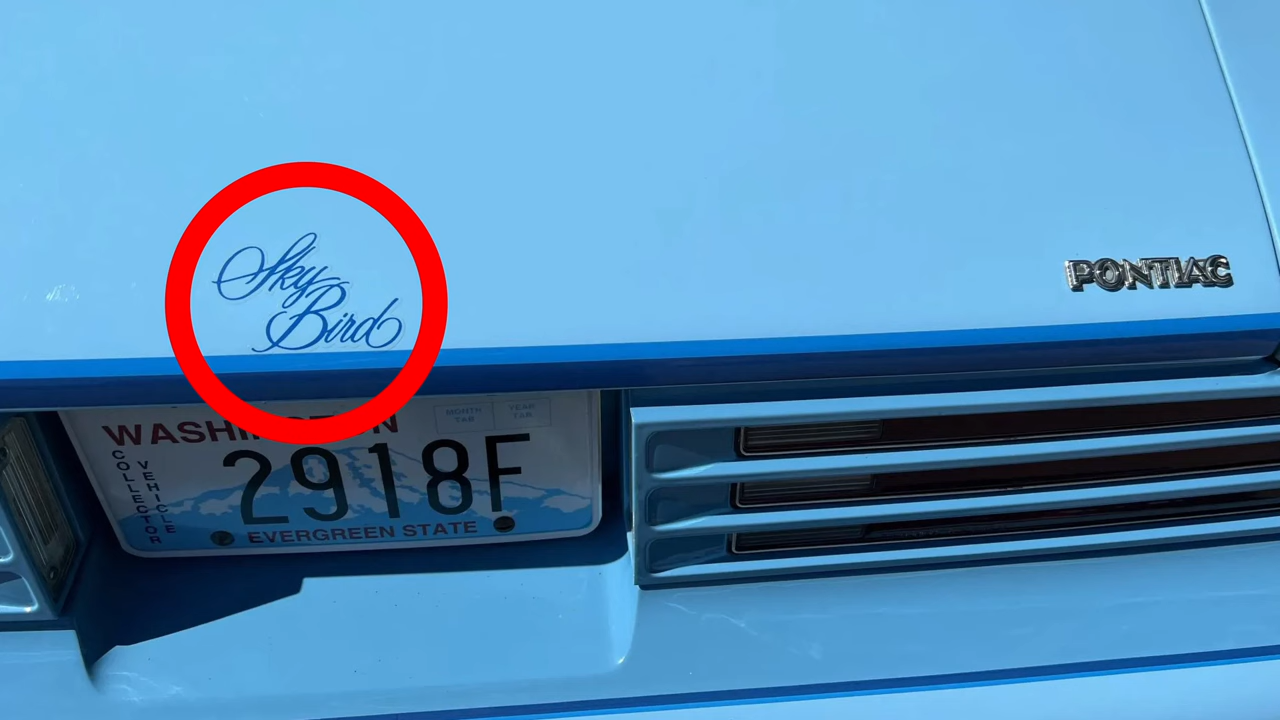 Sky
Bird
PONTIAC
WASHINGTON
MONTH
TAB
YEAR
TAB
COLLECTOR
VEHICLE
2918F
EVERGREEN STATE